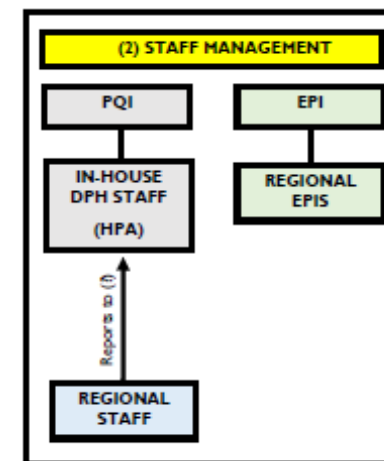 (2) STAFF MANAGEMENT
PQI
EPI
IN-HOUSE
DPH STAFF
(HPA)
REGIONAL
EPIS
Reports to (?)
REGIONAL
STAFF